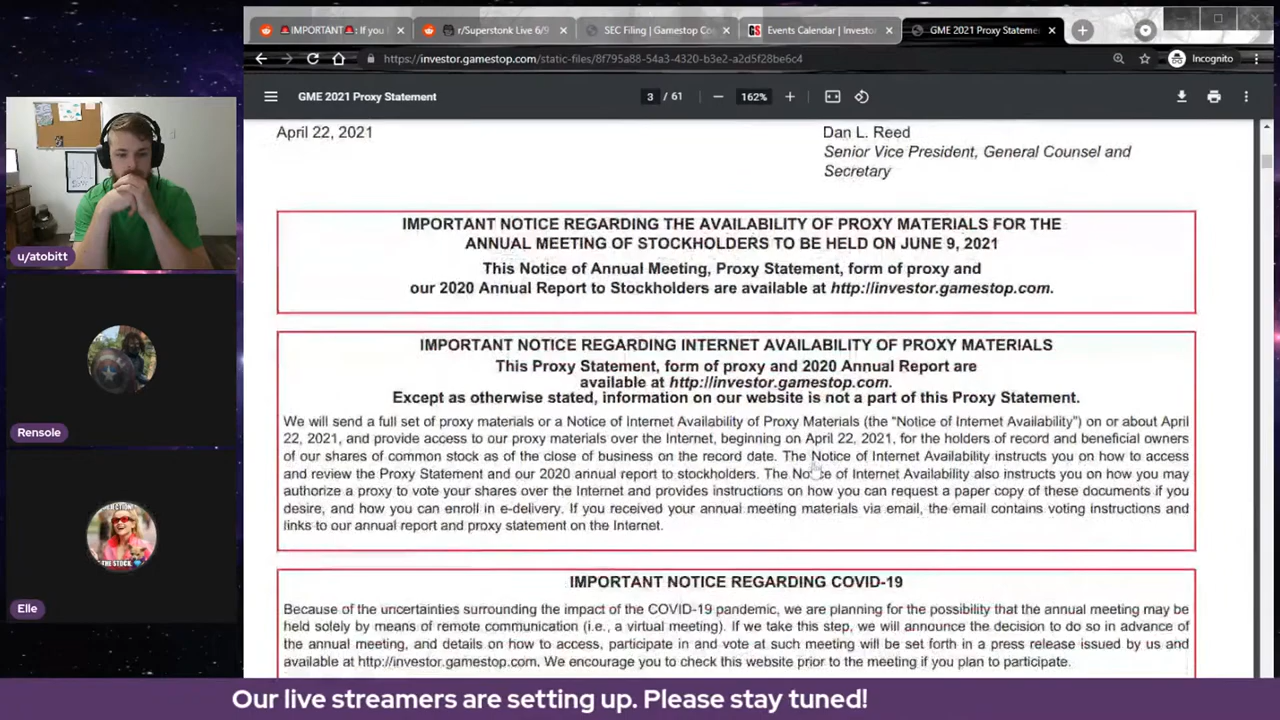 🚨IMPORTANT🚨 If you
r/Superstonk Live 6/9
SEC Filing | Gamestop Co
Events Calendar | Investor
GME 2021 Proxy Stateme
https://investor.gamestop.com/static-files/8f795a88-54a3-4320-b3e2-a2d5f28be6c4
Incognito
GME 2021 Proxy Statement
3 / 61
162%
April 22, 2021
Dan L. Reed
Senior Vice President, General Counsel and
Secretary
IMPORTANT NOTICE REGARDING THE AVAILABILITY OF PROXY MATERIALS FOR THE
ANNUAL MEETING OF STOCKHOLDERS TO BE HELD ON JUNE 9, 2021
This Notice of Annual Meeting, Proxy Statement, form of proxy and
our 2020 Annual Report to Stockholders are available at http://investor.gamestop.com.
IMPORTANT NOTICE REGARDING INTERNET AVAILABILITY OF PROXY MATERIALS
This Proxy Statement, form of proxy and 2020 Annual Report are
available at http://investor.gamestop.com.
Except as otherwise stated, information on our website is not a part of this Proxy Statement.
We will send a full set of proxy materials or a Notice of Internet Availability of Proxy Materials (the “Notice of Internet Availability”) on or about April
22, 2021, and provide access to our proxy materials over the Internet, beginning on April 22, 2021, for the holders of record and beneficial owners
of our shares of common stock as of the close of business on the record date. The Notice of Internet Availability instructs you on how to access
and review the Proxy Statement and our 2020 annual report to stockholders. The Notice of Internet Availability also instructs you on how you may
authorize a proxy to vote your shares over the Internet and provides instructions on how you can request a paper copy of these documents if you
desire, and how you can enroll in e-delivery. If you received your annual meeting materials via email, the email contains voting instructions and
links to our annual report and proxy statement on the Internet.
IMPORTANT NOTICE REGARDING COVID-19
Because of the uncertainties surrounding the impact of the COVID-19 pandemic, we are planning for the possibility that the annual meeting may be
held solely by means of remote communication (i.e., a virtual meeting). If we take this step, we will announce the decision to do so in advance of
the annual meeting, and details on how to access, participate in and vote at such meeting will be set forth in a press release issued by us and
available at http://investor.gamestop.com. We encourage you to check this website prior to the meeting if you plan to participate.
u/atobitt
Rensole
THE STOCK
Elle
Our live streamers are setting up. Please stay tuned!